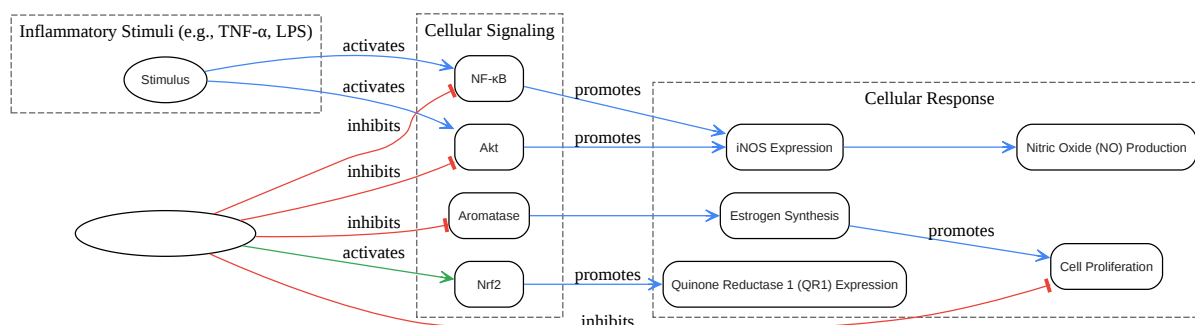 Inflammatory Stimuli (e.g., TNF-α, LPS)
Stimulus
activates
activates
inhibits
inhibits
inhibits
activates
Cellular Signaling
NF-κB
Akt
Aromatase
Nrf2
promotes
promotes
promotes
inhibits
Cellular Response
iNOS Expression
Nitric Oxide (NO) Production
Estrogen Synthesis
promotes
Cell Proliferation
Quinone Reductase 1 (QR1) Expression